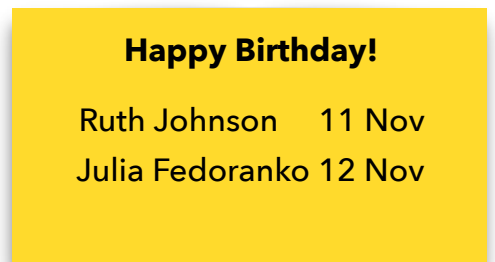 Happy Birthday!
Ruth Johnson 11 Nov
Julia Fedoranko 12 Nov